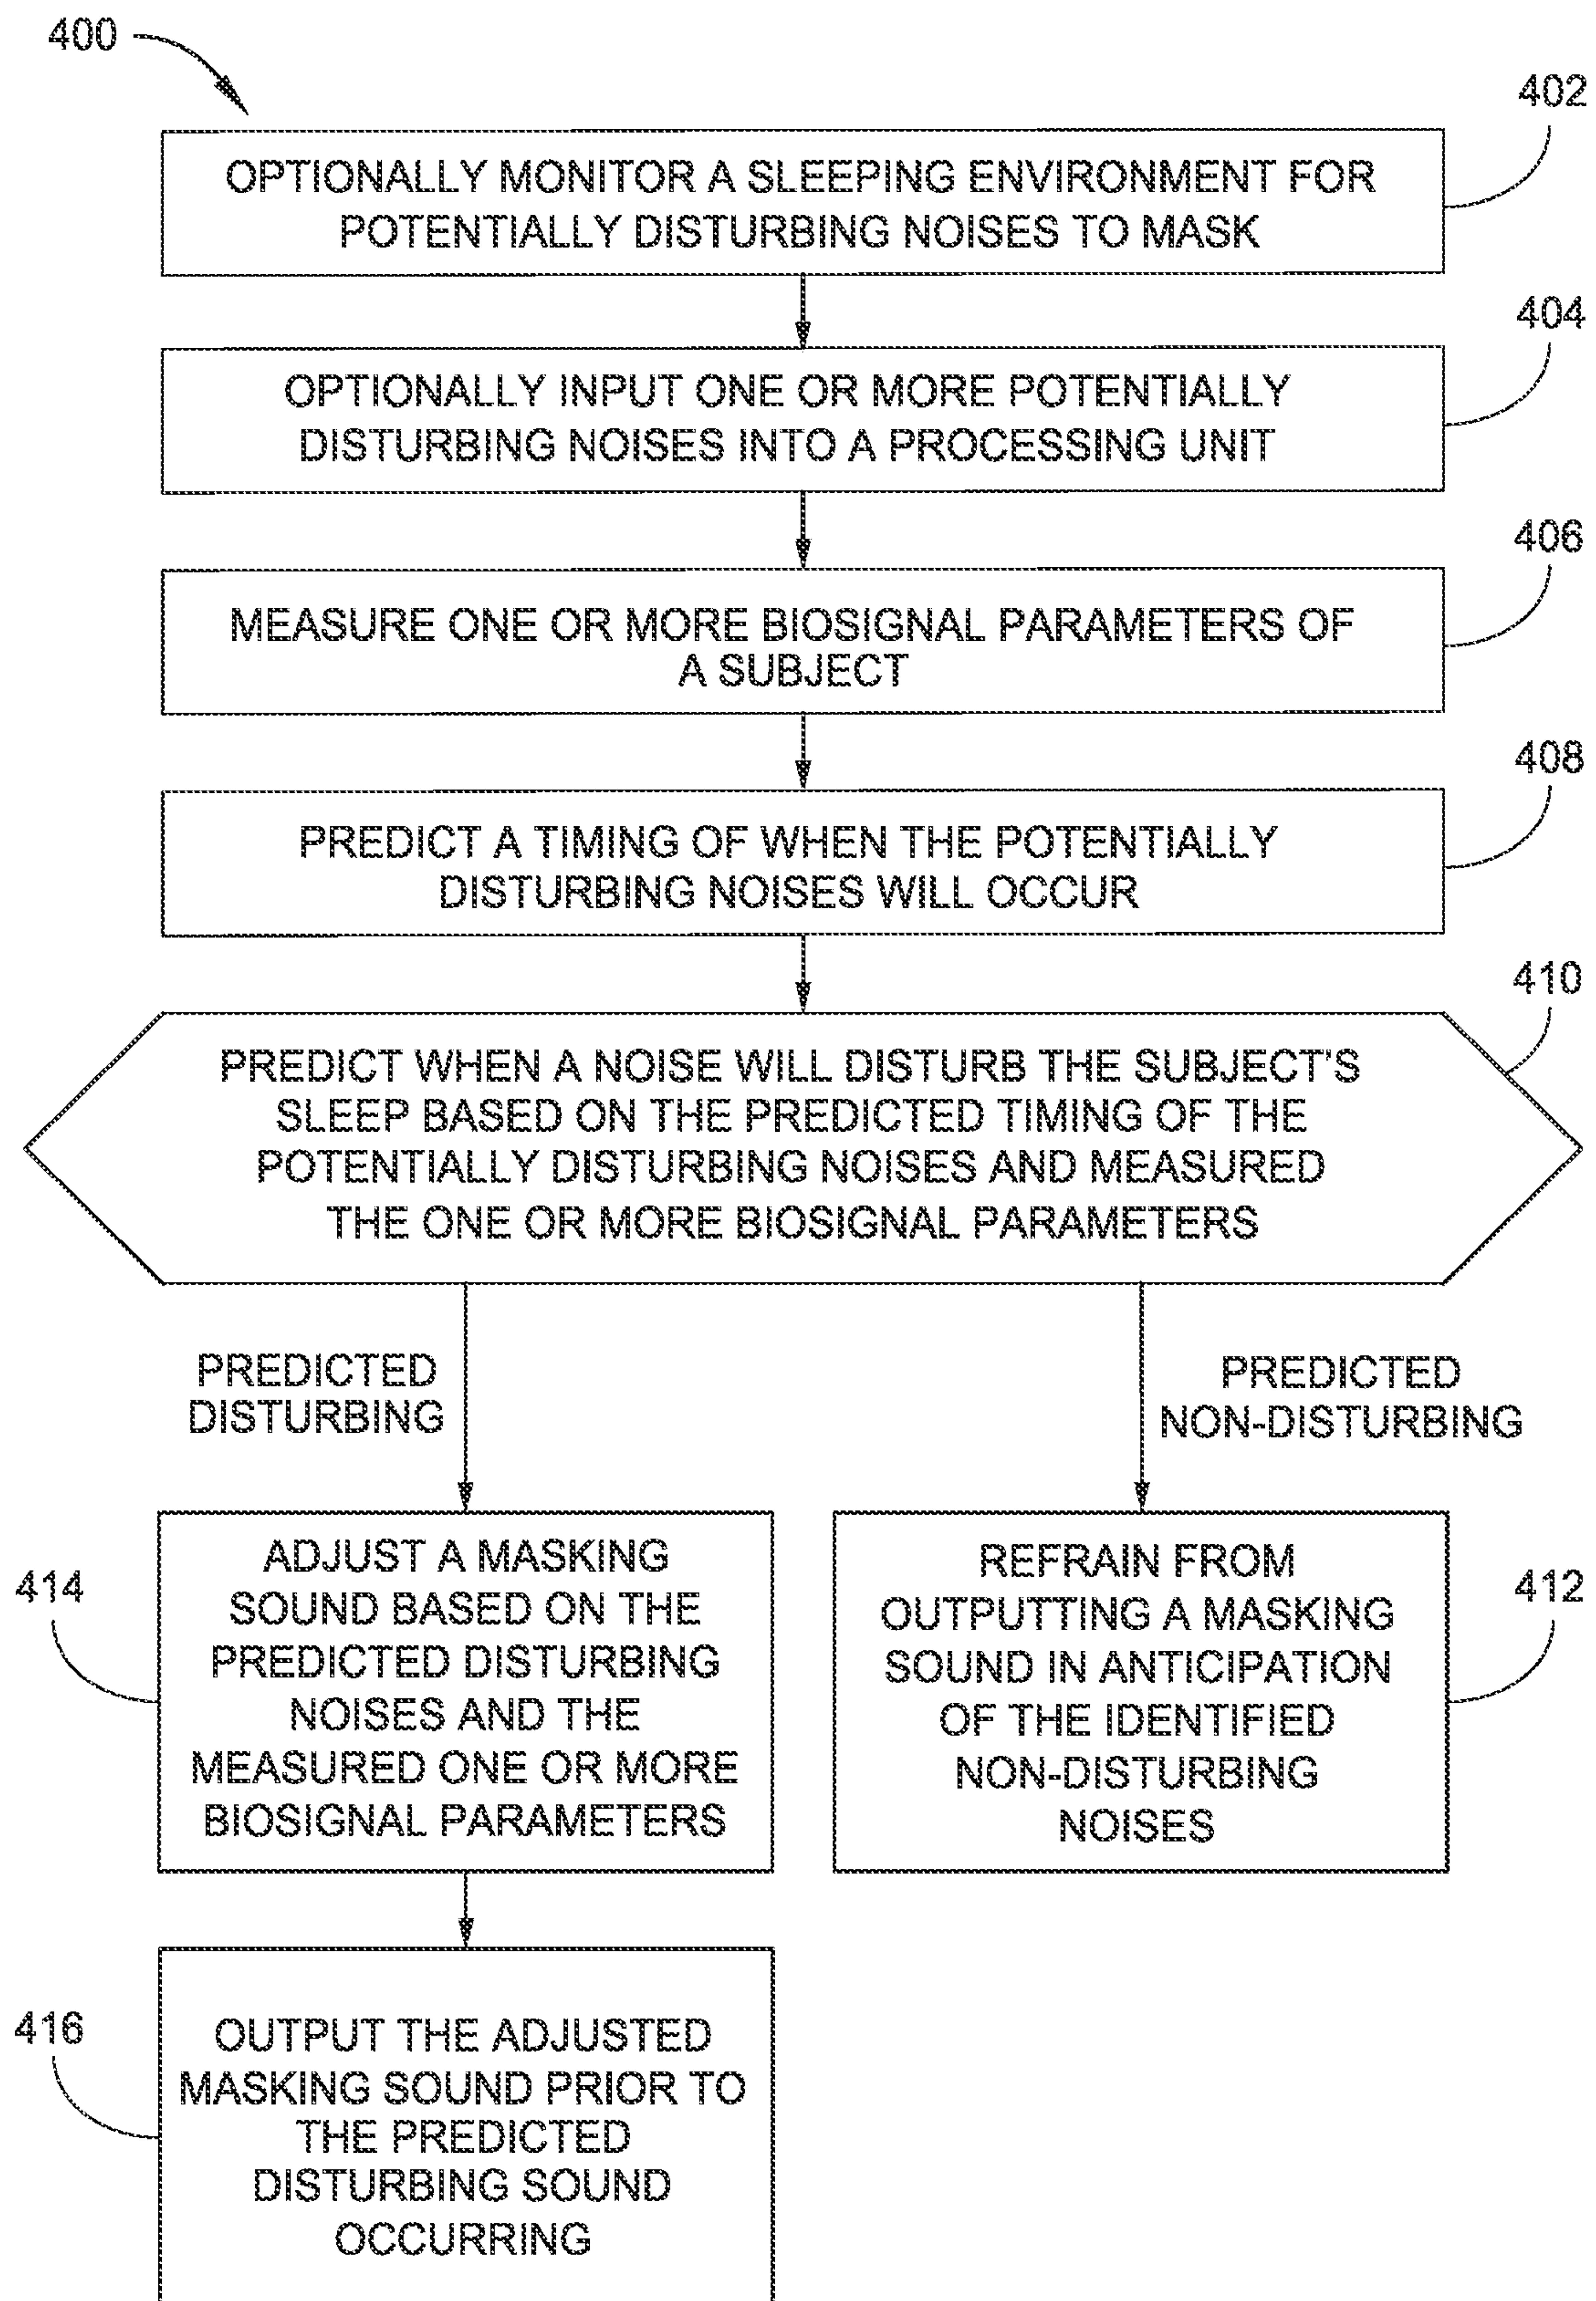 400
402
OPTIONALLY MONITOR A SLEEPING ENVIRONMENT FOR
POTENTIALLY DISTURBING NOISES TO MASK
404
OPTIONALLY INPUT ONE OR MORE POTENTIALLY
DISTURBING NOISES INTO A PROCESSING UNIT
406
MEASURE ONE OR MORE BIOSIGNAL PARAMETERS OF
A SUBJECT
408
PREDICT A TIMING OF WHEN THE POTENTIALLY
DISTURBING NOISES WILL OCCUR
410
PREDICT WHEN A NOISE WILL DISTURB THE SUBJECT'S
SLEEP BASED ON THE PREDICTED TIMING OF THE
POTENTIALLY DISTURBING NOISES AND MEASURED
THE ONE OR MORE BIOSIGNAL PARAMETERS
PREDICTED
DISTURBING
PREDICTED
NON-DISTURBING
414
ADJUST A MASKING
SOUND BASED ON THE
PREDICTED DISTURBING
NOISES AND THE
MEASURED ONE OR MORE
BIOSIGNAL PARAMETERS
REFRAIN FROM
OUTPUTTING A MASKING
SOUND IN ANTICIPATION
OF THE IDENTIFIED
NON-DISTURBING
NOISES
412
416
OUTPUT THE ADJUSTED
MASKING SOUND PRIOR TO
THE PREDICTED
DISTURBING SOUND
OCCURRING